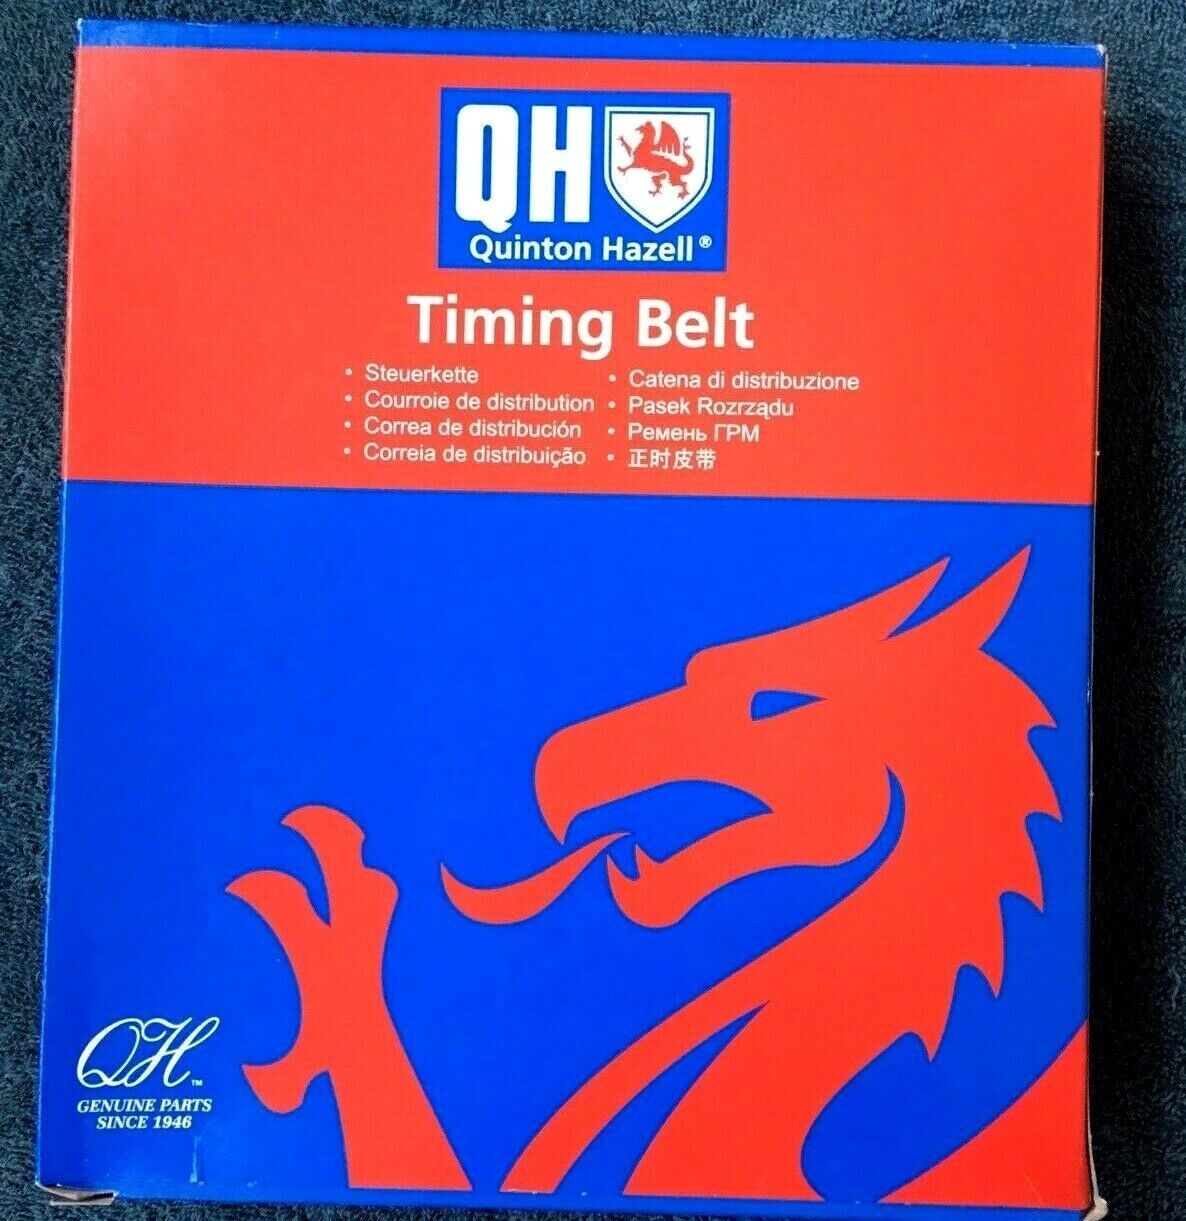 QH
Quinton Hazell®
Timing Belt
• Steuerkette
• Courroie de distribution
• Correa de distribución
• Correia de distribuição
• Catena di distribuzione
• Pasek Rozrządu
• Ремень ГРМ
• 正时皮带
QH™
GENUINE PARTS
SINCE 1946